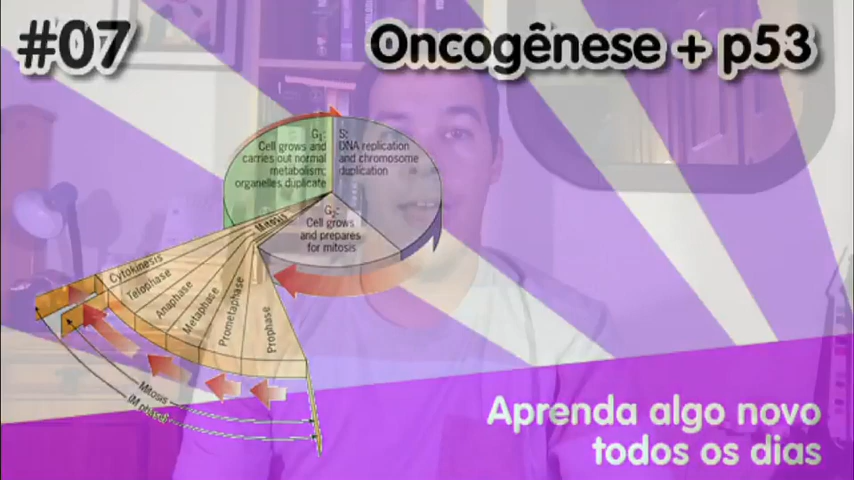 #07
Oncogênese + p53
G1:
Cell grows and
carries out normal
metabolism;
organelles duplicate
S:
DNA replication
and chromosome
duplication
G2:
Cell grows
and prepares
for mitosis
Mitosis
Cytokinesis
Telophase
Anaphase
Metaphase
Prometaphase
Prophase
Mitosis
(M phase)
Aprenda algo novo
todos os dias